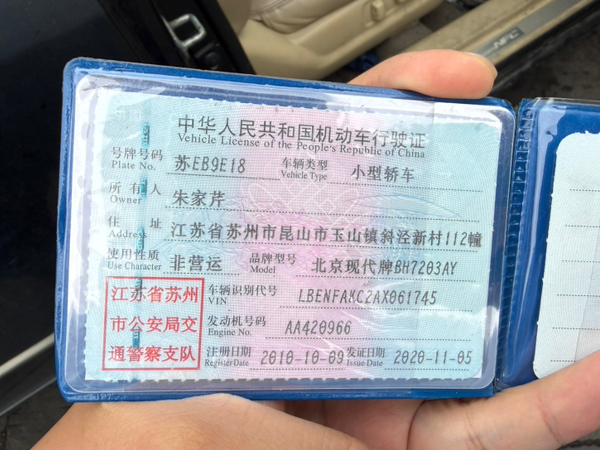 中华人民共和国机动车行驶证
Vehicle License of the People's Republic of China
号牌号码 苏EB9E18 车辆类型 小型轿车
Plate No. Vehicle Type
所有人 朱家芹
Owner
住址 江苏省苏州市昆山市玉山镇斜泾新村112幢
Address
使用性质 非营运 品牌型号 北京现代牌BH7203AY
Use Character Model
江苏省苏州
市公安局交
通警察支队
车辆识别代号 LBENFAKC2AX061745
VIN
发动机号码 AA420966
Engine No.
注册日期 2010-10-09 发证日期 2020-11-05
Register Date Issue Date